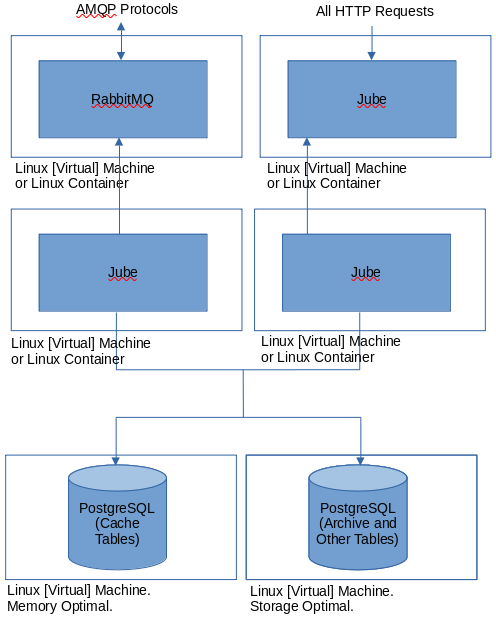 AMQP Protocols
All HTTP Requests
RabbitMQ
Jube
Linux [Virtual] Machine
or Linux Container
Linux [Virtual] Machine
or Linux Container
Jube
Jube
Linux [Virtual] Machine
or Linux Container
Linux [Virtual] Machine
or Linux Container
PostgreSQL
(Cache
Tables)
PostgreSQL
(Archive and
Other Tables)
Linux [Virtual] Machine.
Memory Optimal.
Linux [Virtual] Machine.
Storage Optimal.